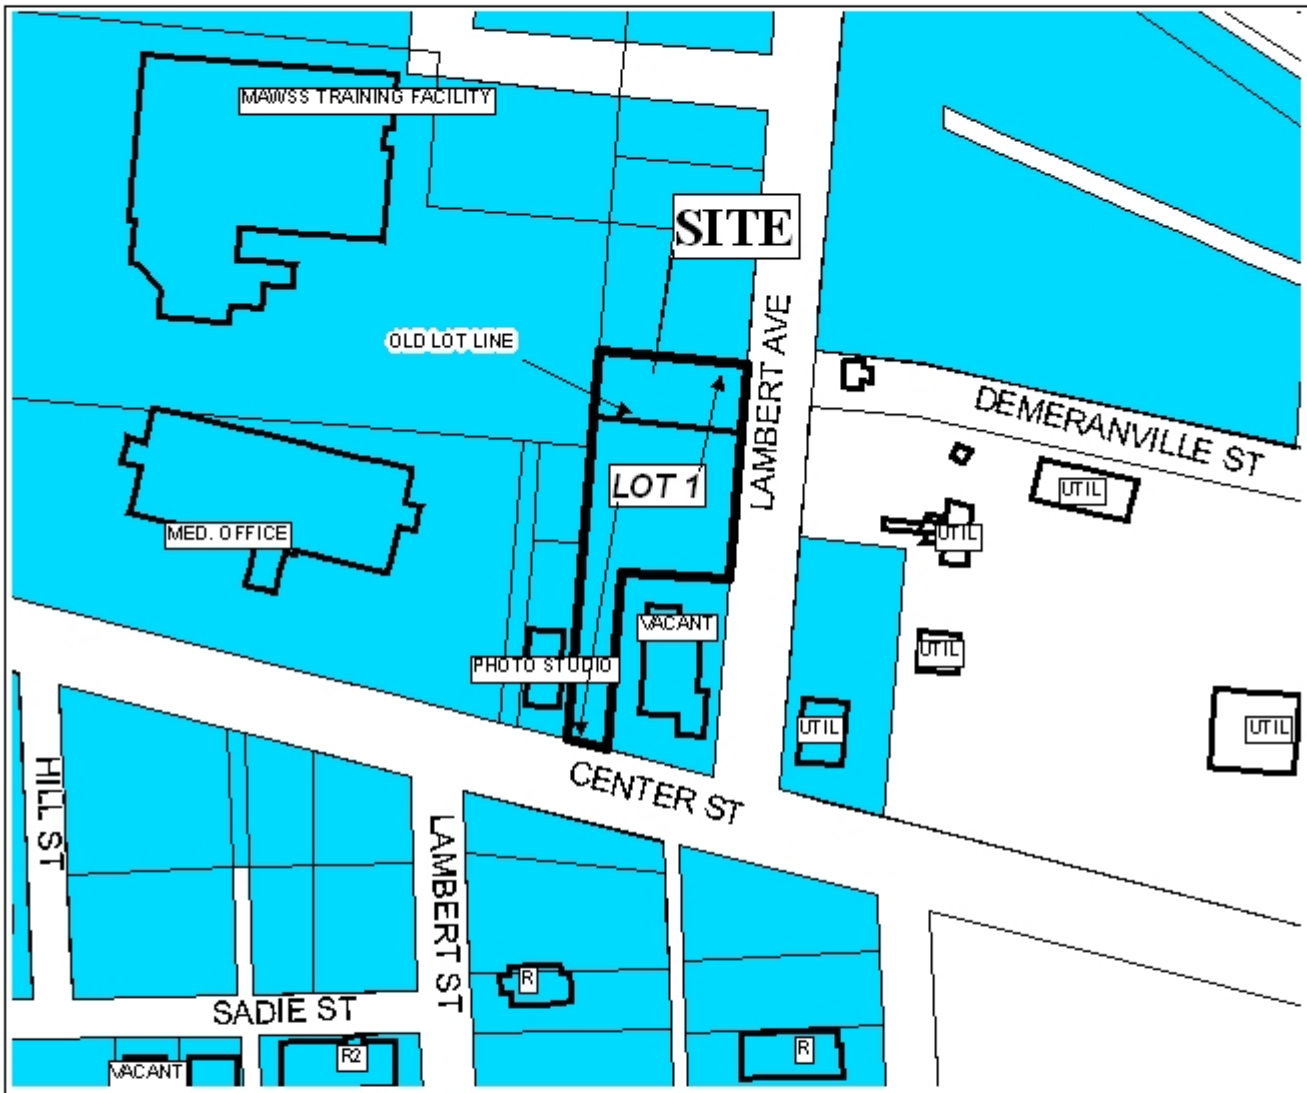 MAWSS TRAINING FACILITY
SITE
OLD LOT LINE
LAMBERT AVE
DEMERANVILLE ST
LOT 1
UTIL
MED. OFFICE
UTIL
VACANT
UTIL
PHOTO STUDIO
UTIL
UTIL
CENTER ST
HILL ST
LAMBERT ST
R
SADIE ST
R2
R
VACANT